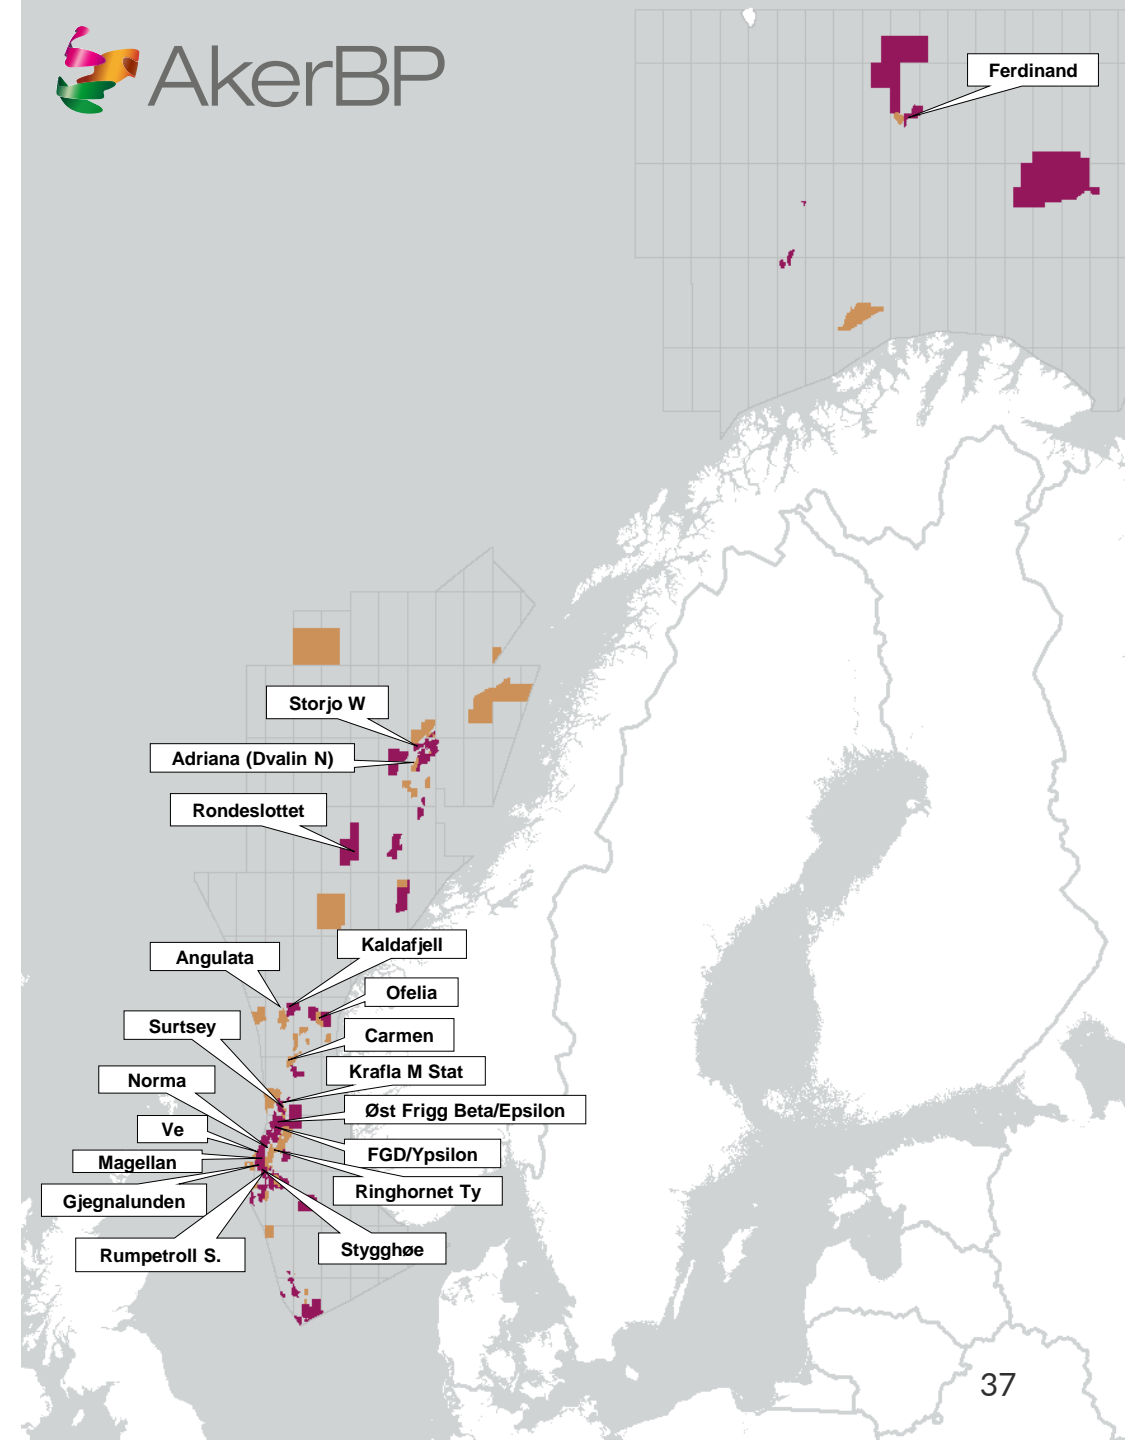 AkerBP
Ferdinand
Storjo W
Adriana (Dvalin N)
Rondeslottet
Kaldafjell
Angulata
Ofelia
Surtsey
Carmen
Krafla M Stat
Norma
Øst Frigg Beta/Epsilon
Ve
FGD/Ypsilon
Magellan
Ringhornet Ty
Gjegnalunden
Stygghøe
Rumpetroll S.
37